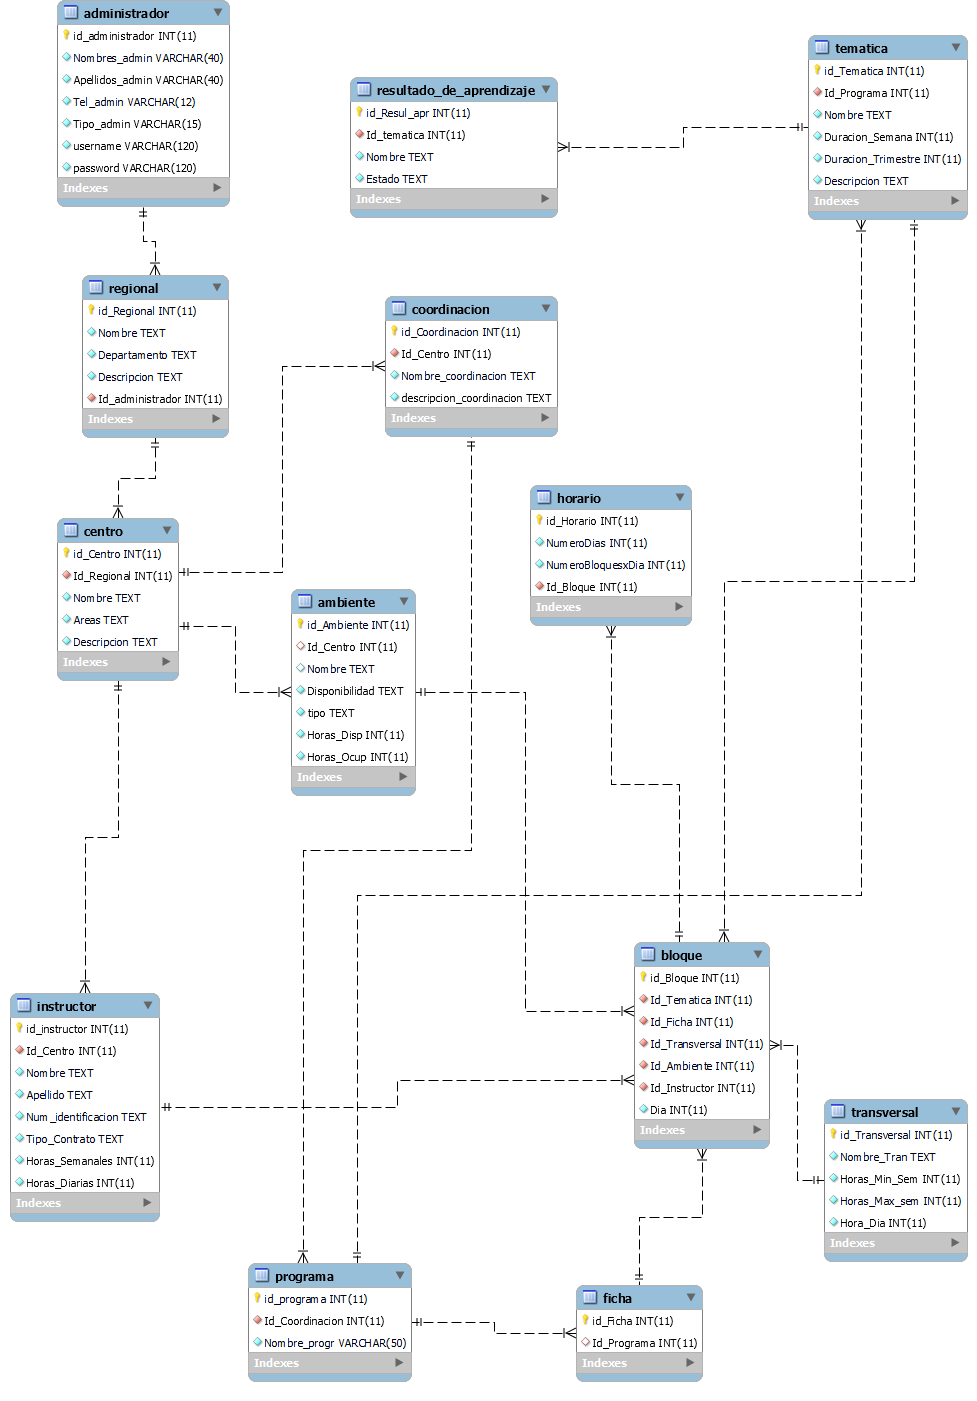 administrador
id_administrador INT(11)
Nombres_admin VARCHAR(40)
Apellidos_admin VARCHAR(40)
Tel_admin VARCHAR(12)
Tipo_admin VARCHAR(15)
username VARCHAR(120)
password VARCHAR(120)
Indexes
resultado_de_aprendizaje
id_Resul_apr INT(11)
Id_tematica INT(11)
Nombre TEXT
Estado TEXT
Indexes
tematica
id_Tematica INT(11)
Id_Programa INT(11)
Nombre TEXT
Duracion_Semana INT(11)
Duracion_Trimestre INT(11)
Descripcion TEXT
Indexes
regional
id_Regional INT(11)
Nombre TEXT
Departamento TEXT
Descripcion TEXT
Id_administrador INT(11)
Indexes
coordinacion
id_Coordinacion INT(11)
Id_Centro INT(11)
Nombre_coordinacion TEXT
descripcion_coordinacion TEXT
Indexes
horario
id_Horario INT(11)
NumeroDias INT(11)
NumeroBloquesxDia INT(11)
Id_Bloque INT(11)
Indexes
centro
id_Centro INT(11)
Id_Regional INT(11)
Nombre TEXT
Areas TEXT
Descripcion TEXT
Indexes
ambiente
id_Ambiente INT(11)
Id_Centro INT(11)
Nombre TEXT
Disponibilidad TEXT
tipo TEXT
Horas_Disp INT(11)
Horas_Ocup INT(11)
Indexes
bloque
id_Bloque INT(11)
Id_Tematica INT(11)
Id_Ficha INT(11)
Id_Transversal INT(11)
Id_Ambiente INT(11)
Id_Instructor INT(11)
Dia INT(11)
Indexes
instructor
id_instructor INT(11)
Id_Centro INT(11)
Nombre TEXT
Apellido TEXT
Num_identificacion TEXT
Tipo_Contrato TEXT
Horas_Semanales INT(11)
Horas_Diarias INT(11)
Indexes
transversal
id_Transversal INT(11)
Nombre_Tran TEXT
Horas_Min_Sem INT(11)
Horas_Max_sem INT(11)
Hora_Dia INT(11)
Indexes
programa
id_programa INT(11)
Id_Coordinacion INT(11)
Nombre_progr VARCHAR(50)
Indexes
ficha
id_Ficha INT(11)
Id_Programa INT(11)
Indexes